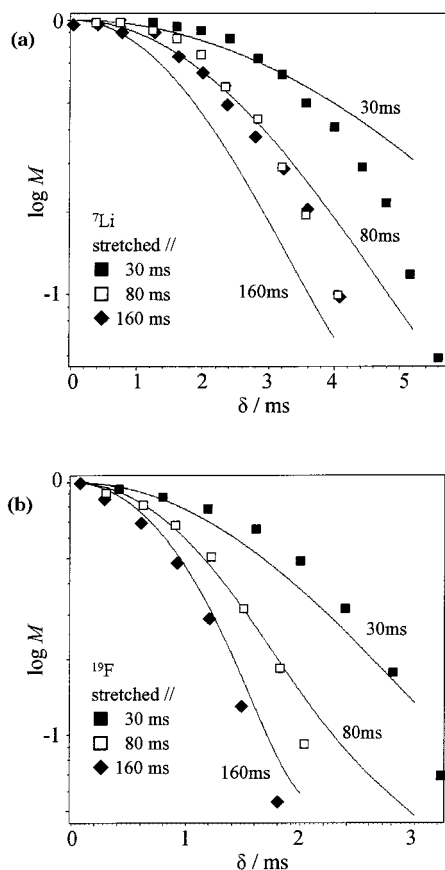 (a)
0
log M
-1
⁷Li
stretched //
30 ms
80 ms
160 ms
30ms
80ms
160ms
0 1 2 3 4 5
δ / ms
(b)
0
log M
-1
¹⁹F
stretched //
30 ms
80 ms
160 ms
30ms
80ms
160ms
0 1 2 3
δ / ms